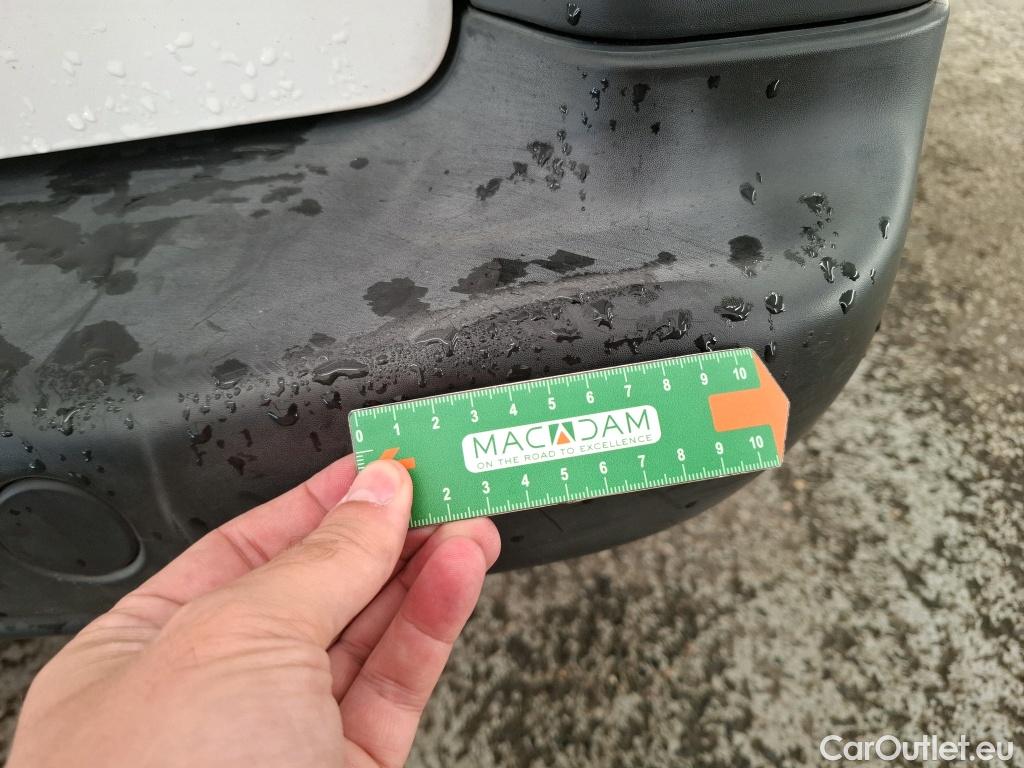 0 1 2 3 4 5 6 7 8 9 10
MACADAM
ON THE ROAD TO EXCELLENCE
2 3 4 5 6 7 8 9 10
CarOutlet.eu